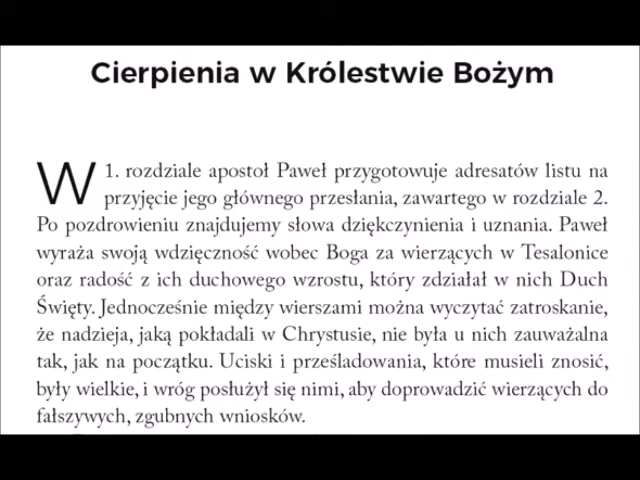 Cierpienia w Królestwie Bożym
W 1. rozdziale apostoł Paweł przygotowuje adresatów listu na
przyjęcie jego głównego przesłania, zawartego w rozdziale 2.
Po pozdrowieniu znajdujemy słowa dziękczynienia i uznania. Paweł
wyraża swoją wdzięczność wobec Boga za wierzących w Tesalonice
oraz radość z ich duchowego wzrostu, który zdziałał w nich Duch
Święty. Jednocześnie między wierszami można wyczytać zatroskanie,
że nadzieja, jaką pokładali w Chrystusie, nie była u nich zauważalna
tak, jak na początku. Uciski i prześladowania, które musieli znosić,
były wielkie, i wróg posłużył się nimi, aby doprowadzić wierzących do
fałszywych, zgubnych wniosków.